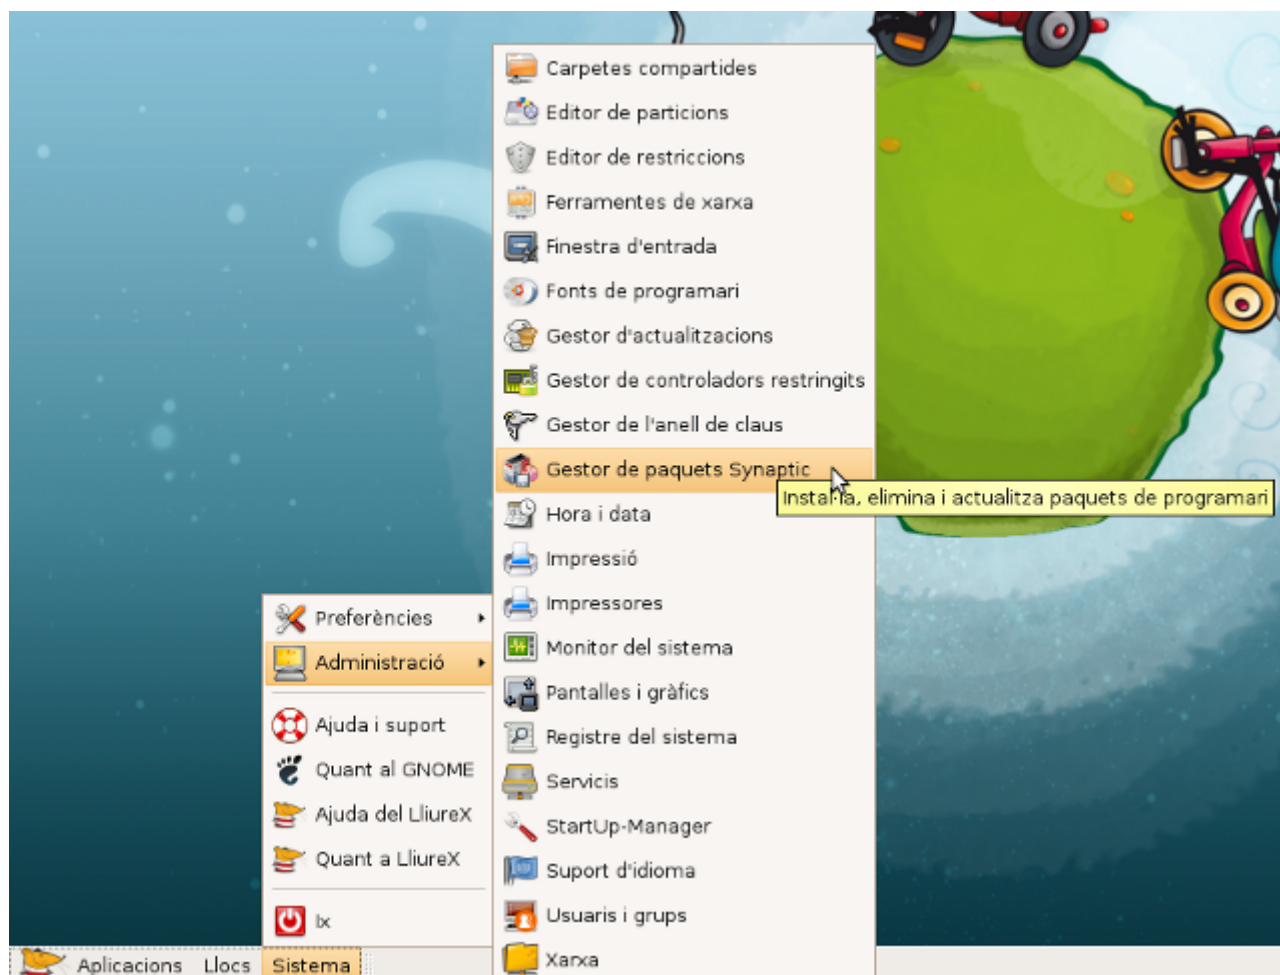 Carpetes compartides
Editor de particions
Editor de restriccions
Ferramentes de xarxa
Finestra d'entrada
Fonts de programari
Gestor d'actualitzacions
Gestor de controladors restringits
Gestor de l'anell de claus
Gestor de paquets Synaptic
Instal·la, elimina i actualitza paquets de programari
Hora i data
Impressió
Impressores
Monitor del sistema
Pantalles i gràfics
Registre del sistema
Servicis
StartUp-Manager
Suport d'idioma
Usuaris i grups
Xarxa
Preferències
Administració
Ajuda i suport
Quant al GNOME
Ajuda del LliureX
Quant a LliureX
lx
Aplicacions Llocs Sistema